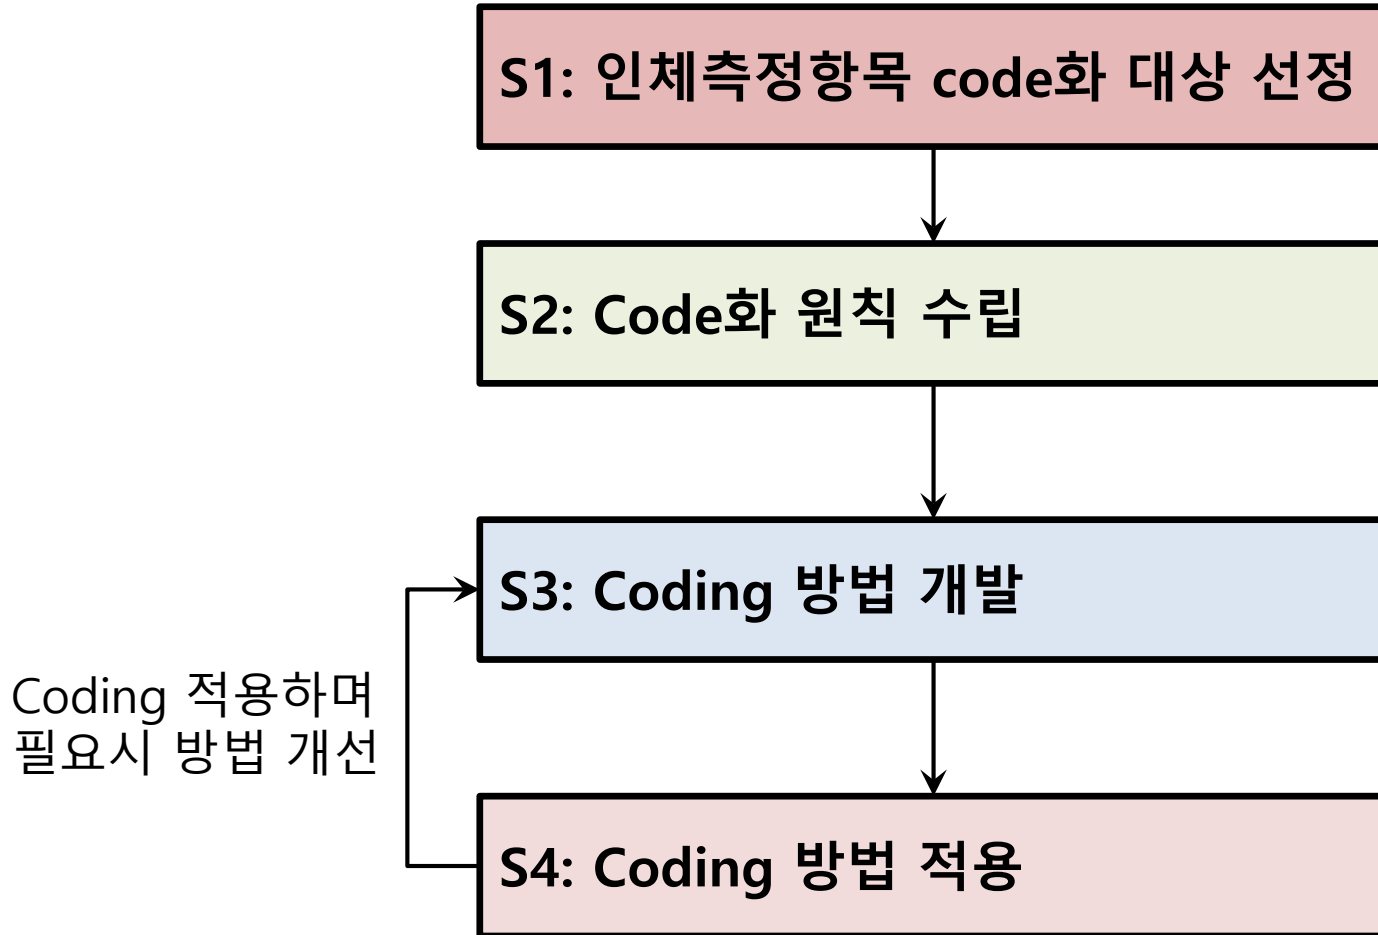 S1: 인체측정항목 code화 대상 선정
S2: Code화 원칙 수립
S3: Coding 방법 개발
Coding 적용하며
필요시 방법 개선
S4: Coding 방법 적용